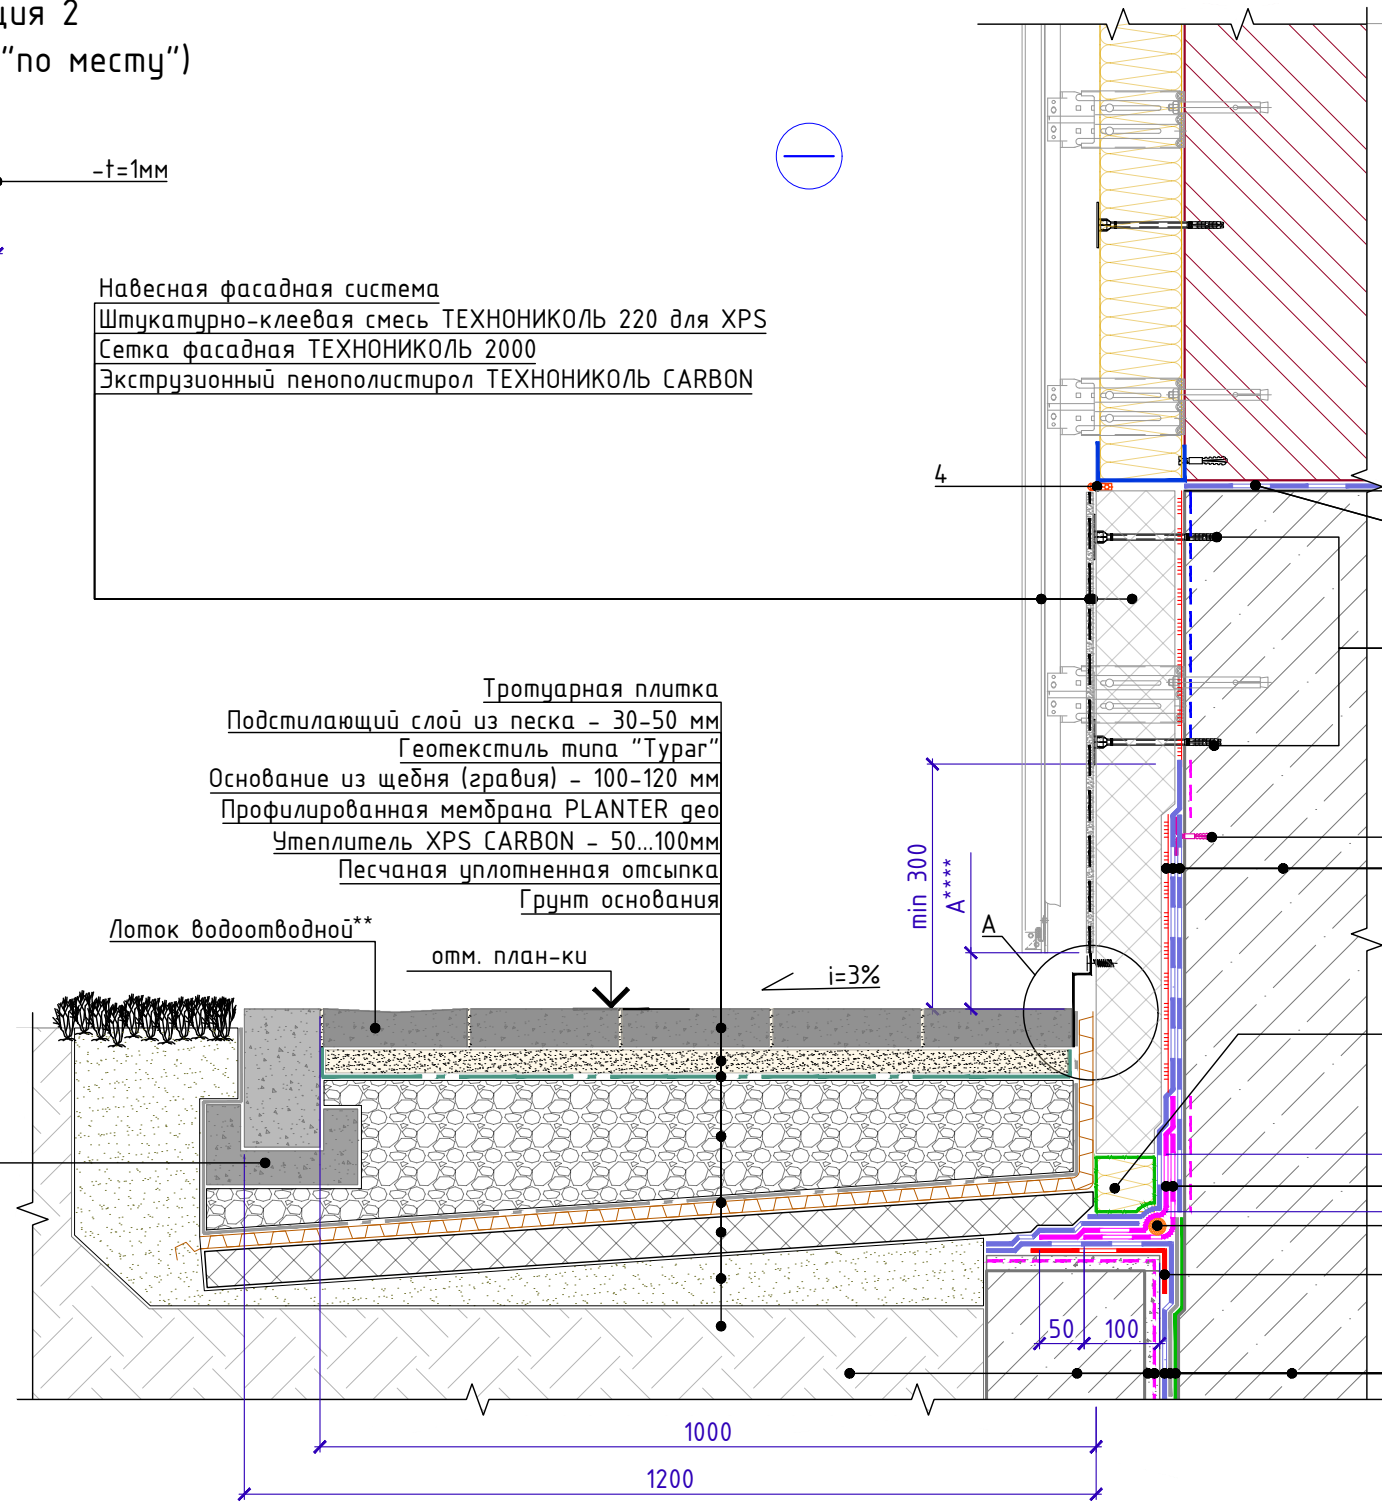 ция 2
"по месту")
-t=1мм
Навесная фасадная система
Штукатурно-клеевая смесь ТЕХНОНИКОЛЬ 220 для XPS
Сетка фасадная ТЕХНОНИКОЛЬ 2000
Экструзионный пенополистирол ТЕХНОНИКОЛЬ CARBON
4
Тротуарная плитка
Подстилающий слой из песка - 30-50 мм
Геотекстиль типа "Typar"
Основание из щебня (гравия) - 100-120 мм
Профилированная мембрана PLANTER geo
Утеплитель XPS CARBON - 50...100мм
Песчаная уплотненная отсыпка
Грунт основания
Лоток водоотводной**
отм. план-ки
i=3%
min 300
A****
A
50
100
1000
1200